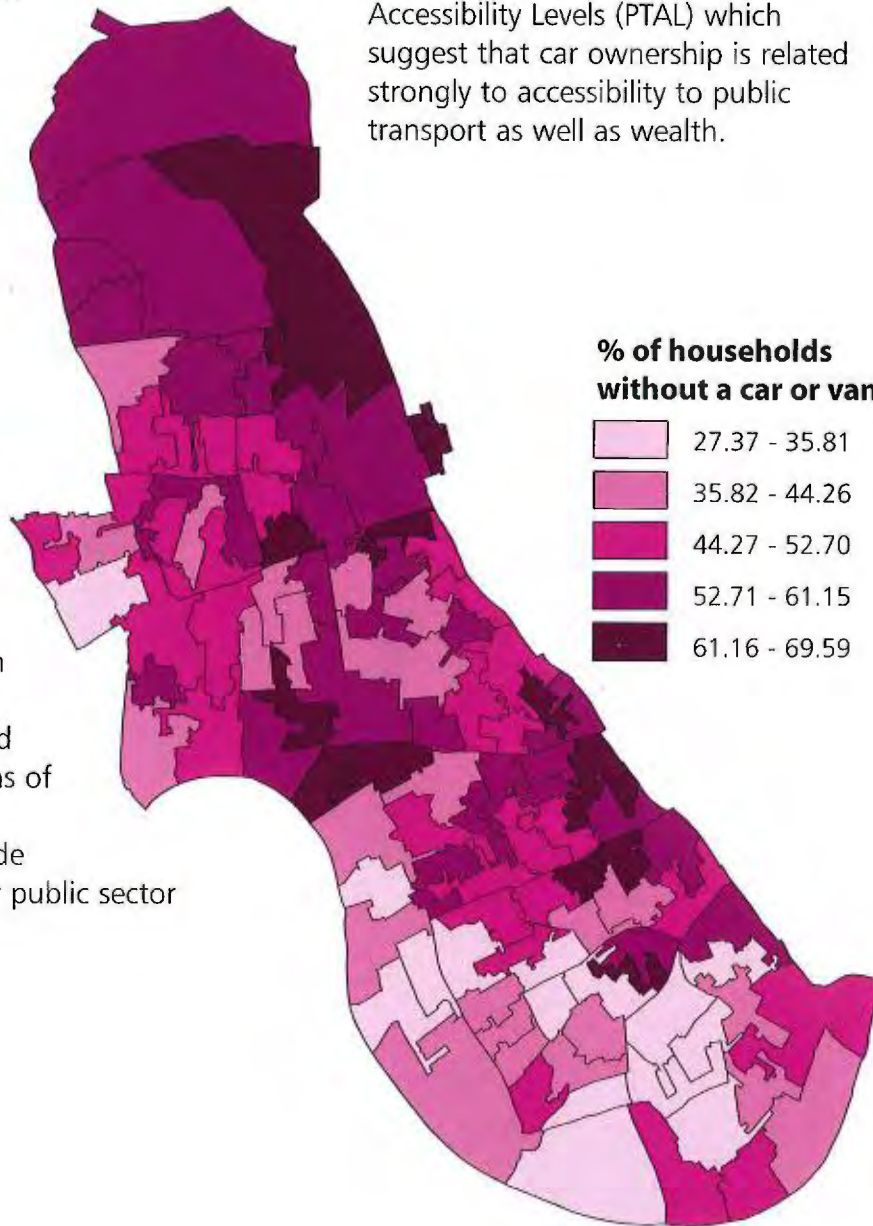 Accessibility Levels (PTAL) which
suggest that car ownership is related
strongly to accessibility to public
transport as well as wealth.
% of households
without a car or van
27.37 - 35.81
35.82 - 44.26
44.27 - 52.70
52.71 - 61.15
61.16 - 69.59
s of
de
public sector